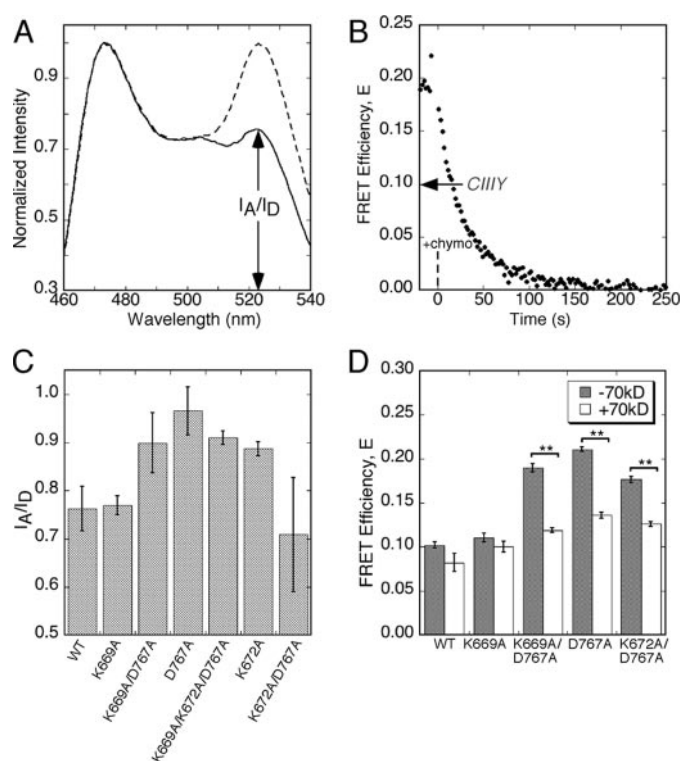 A
Normalized Intensity
0.9
0.7
0.5
0.3
460
480
500
520
540
Wavelength (nm)
IA/ID
B
FRET Efficiency, E
0.25
0.20
0.15
0.10
0.05
0.00
CIIIY
+chymo
0
50
100
150
200
250
Time (s)
C
IA/ID
1.0
0.9
0.8
0.7
0.6
0.5
WT
K669A
K669A/D767A
D767A
K669A/K672A/D767A
K672A
K672A/D767A
D
FRET Efficiency, E
0.30
0.25
0.20
0.15
0.10
0.05
0.00
-70kD
+70kD
**
**
**
WT
K669A
K669A/
D767A
D767A
K672A/
D767A